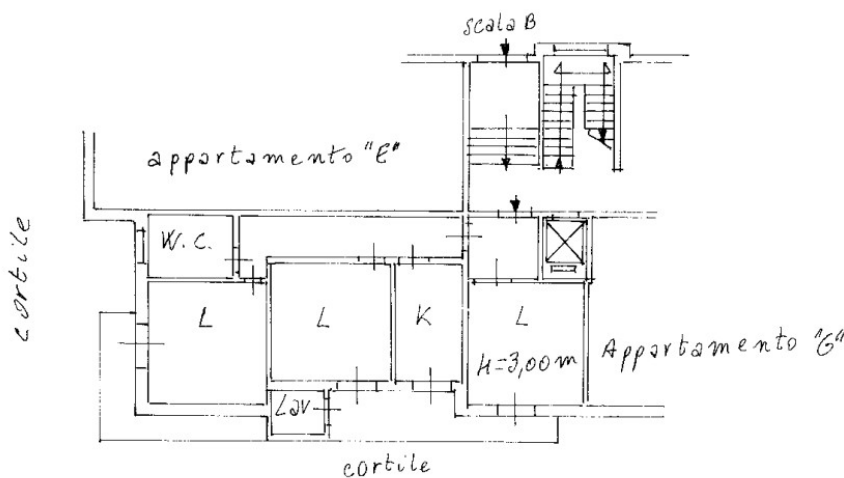 scala B
appartamento "E"
cortile
W.C.
L
L
K
L
H=3,00m
Appartamento "G"
Lav
cortile